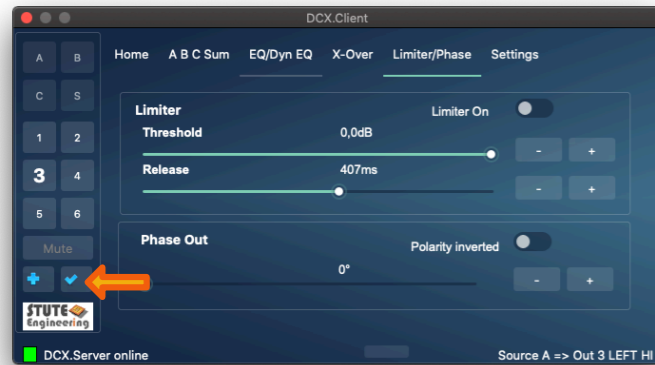 DCX.Client
A B
C S
1 2
3 4
5 6
Mute
STUTE
Engineering
Home A B C Sum EQ/Dyn EQ X-Over Limiter/Phase Settings
Limiter Limiter On
Threshold 0,0dB
- +
Release 407ms
- +
Phase Out Polarity inverted
0°
- +
DCX.Server online Source A => Out 3 LEFT HI